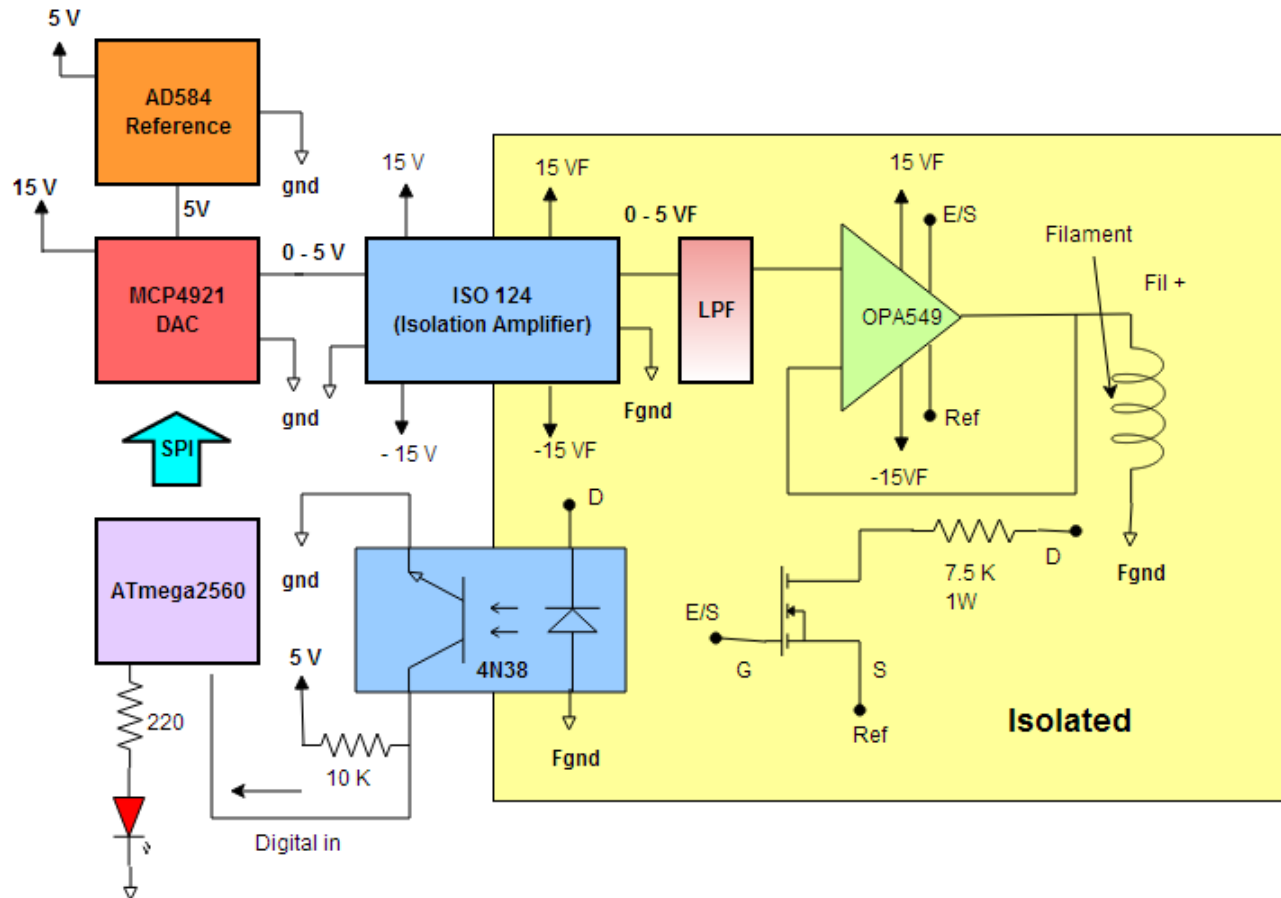 5 V
AD584
Reference
gnd
15 V
5V
MCP4921
DAC
0 - 5 V
gnd
15 V
15 VF
ISO 124
(Isolation Amplifier)
- 15 V
-15 VF
0 - 5 VF
Fgnd
LPF
15 VF
E/S
OPA549
Ref
-15VF
Filament
Fil +
Fgnd
SPI
ATmega2560
220
gnd
5 V
10 K
Digital in
D
4N38
Fgnd
7.5 K
1W
D
E/S
G
S
Ref
Isolated